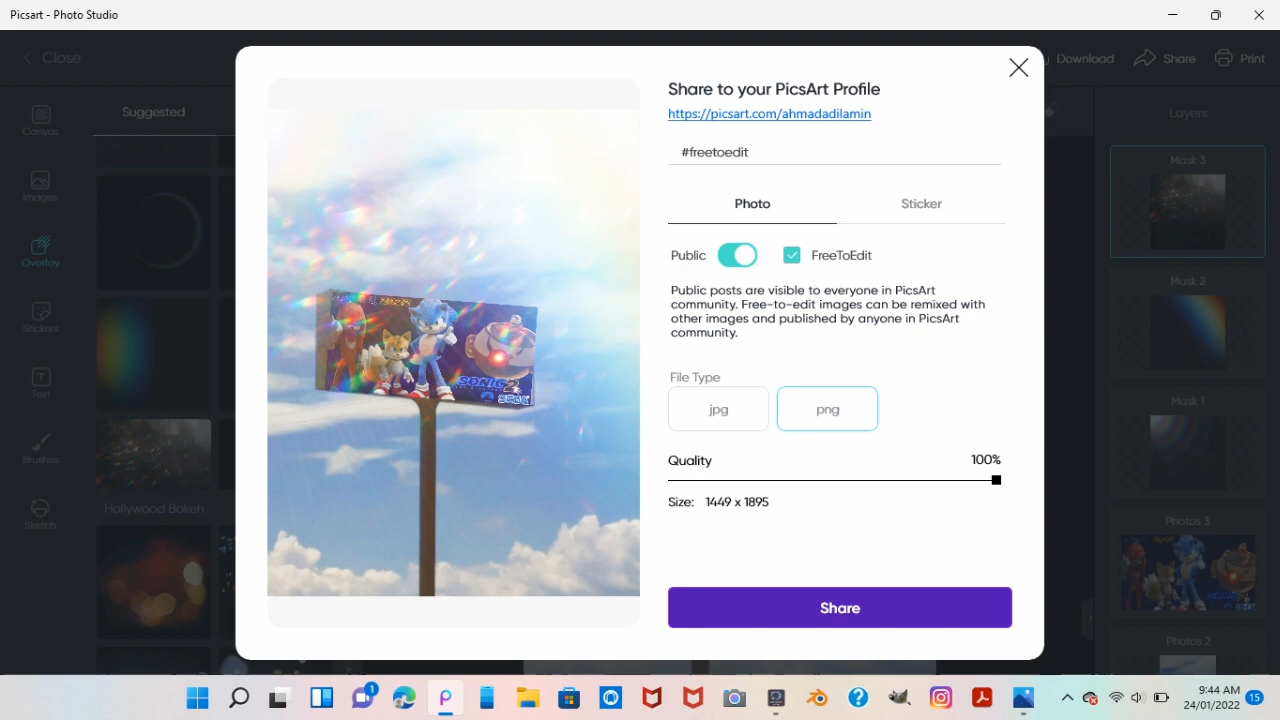 Picsart - Photo Studio
Close
Download
Share
Print
Canvas
Images
Overlay
Stickers
Text
Brushes
Sketch
Suggested
Hollywood Bokeh
SONIC 2
Share to your PicsArt Profile
https://picsart.com/ahmadadilamin
#freetoedit
Photo
Sticker
Public
FreeToEdit
Public posts are visible to everyone in PicsArt
community. Free-to-edit images can be remixed with
other images and published by anyone in PicsArt
community.
File Type
jpg
png
Quality
100%
Size: 1449 x 1895
Share
Layers
Mask 3
Mask 2
Mask 1
Photos 3
Photos 2
1
9:44 AM
24/01/2022
15